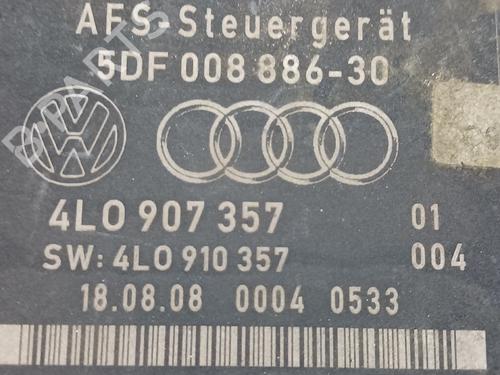 AFS-Steuergerät
5DF 008 886-30
4L0 907 357 01
SW: 4L0 910 357 004
18.08.08 0004 0533